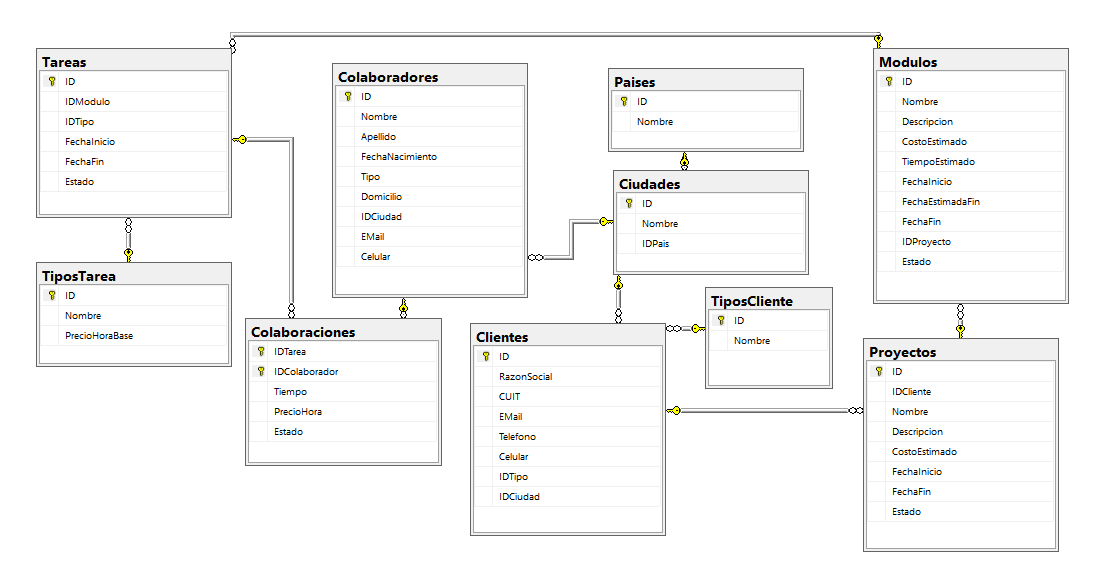 Tareas
ID
IDModulo
IDTipo
FechaInicio
FechaFin
Estado
Colaboradores
ID
Nombre
Apellido
FechaNacimiento
Tipo
Domicilio
IDCiudad
EMail
Celular
Paises
ID
Nombre
Modulos
ID
Nombre
Descripcion
CostoEstimado
TiempoEstimado
FechaInicio
FechaEstimadaFin
FechaFin
IDProyecto
Estado
Ciudades
ID
Nombre
IDPais
TiposTarea
ID
Nombre
PrecioHoraBase
TiposCliente
ID
Nombre
Colaboraciones
IDTarea
IDColaborador
Tiempo
PrecioHora
Estado
Clientes
ID
RazonSocial
CUIT
EMail
Telefono
Celular
IDTipo
IDCiudad
Proyectos
ID
IDCliente
Nombre
Descripcion
CostoEstimado
FechaInicio
FechaFin
Estado